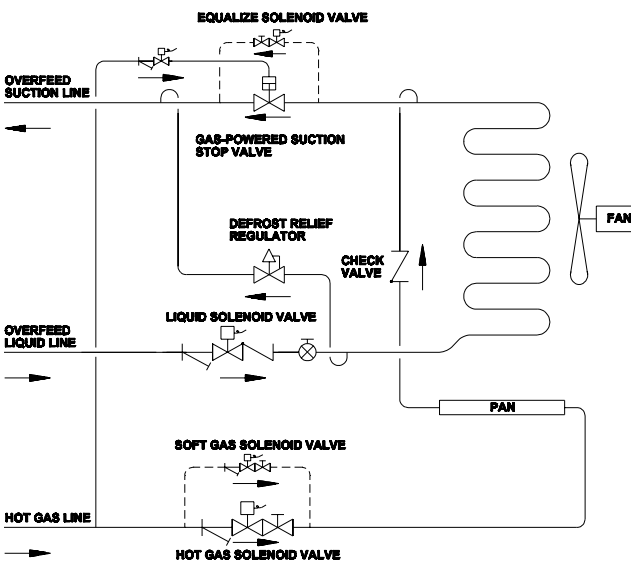 EQUALIZE SOLENOID VALVE
OVERFEED
SUCTION LINE
GAS-POWERED SUCTION
STOP VALVE
FAN
DEFROST RELIEF
REGULATOR
CHECK
VALVE
LIQUID SOLENOID VALVE
OVERFEED
LIQUID LINE
PAN
SOFT GAS SOLENOID VALVE
HOT GAS LINE
HOT GAS SOLENOID VALVE